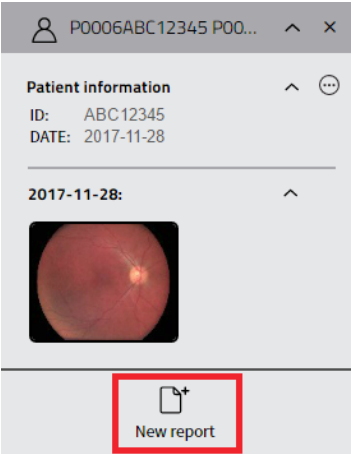 P0006ABC12345 P00...
Patient information
ID: ABC12345
DATE: 2017-11-28
2017-11-28:
New report